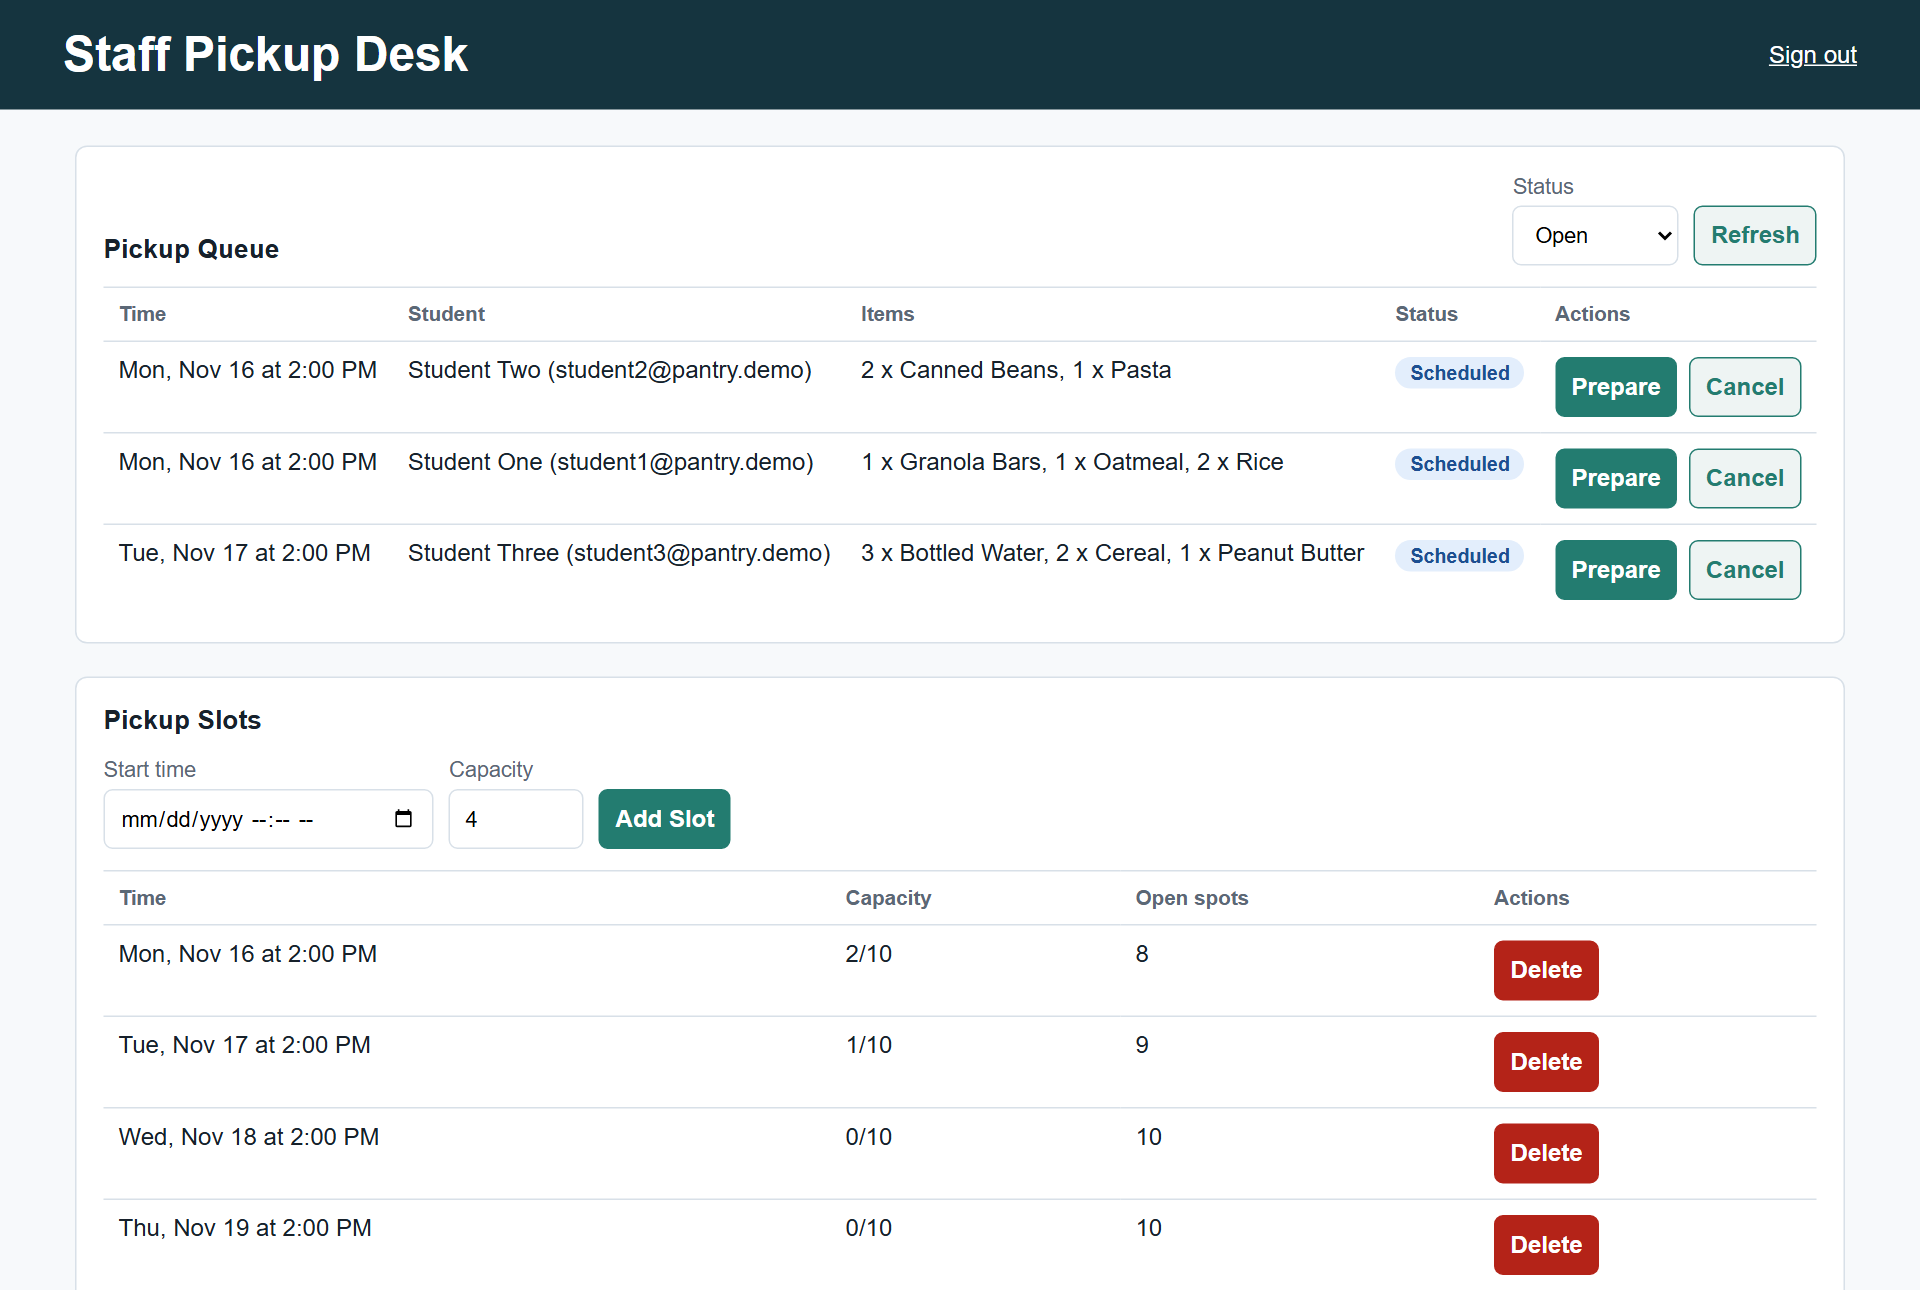 Staff Pickup Desk
Sign out
Status
Pickup Queue
Open
Refresh
Time Student Items Status Actions
Mon, Nov 16 at 2:00 PM Student Two (student2@pantry.demo) 2 x Canned Beans, 1 x Pasta Scheduled Prepare Cancel
Mon, Nov 16 at 2:00 PM Student One (student1@pantry.demo) 1 x Granola Bars, 1 x Oatmeal, 2 x Rice Scheduled Prepare Cancel
Tue, Nov 17 at 2:00 PM Student Three (student3@pantry.demo) 3 x Bottled Water, 2 x Cereal, 1 x Peanut Butter Scheduled Prepare Cancel
Pickup Slots
Start time Capacity
mm/dd/yyyy --:-- -- 4 Add Slot
Time Capacity Open spots Actions
Mon, Nov 16 at 2:00 PM 2/10 8 Delete
Tue, Nov 17 at 2:00 PM 1/10 9 Delete
Wed, Nov 18 at 2:00 PM 0/10 10 Delete
Thu, Nov 19 at 2:00 PM 0/10 10 Delete